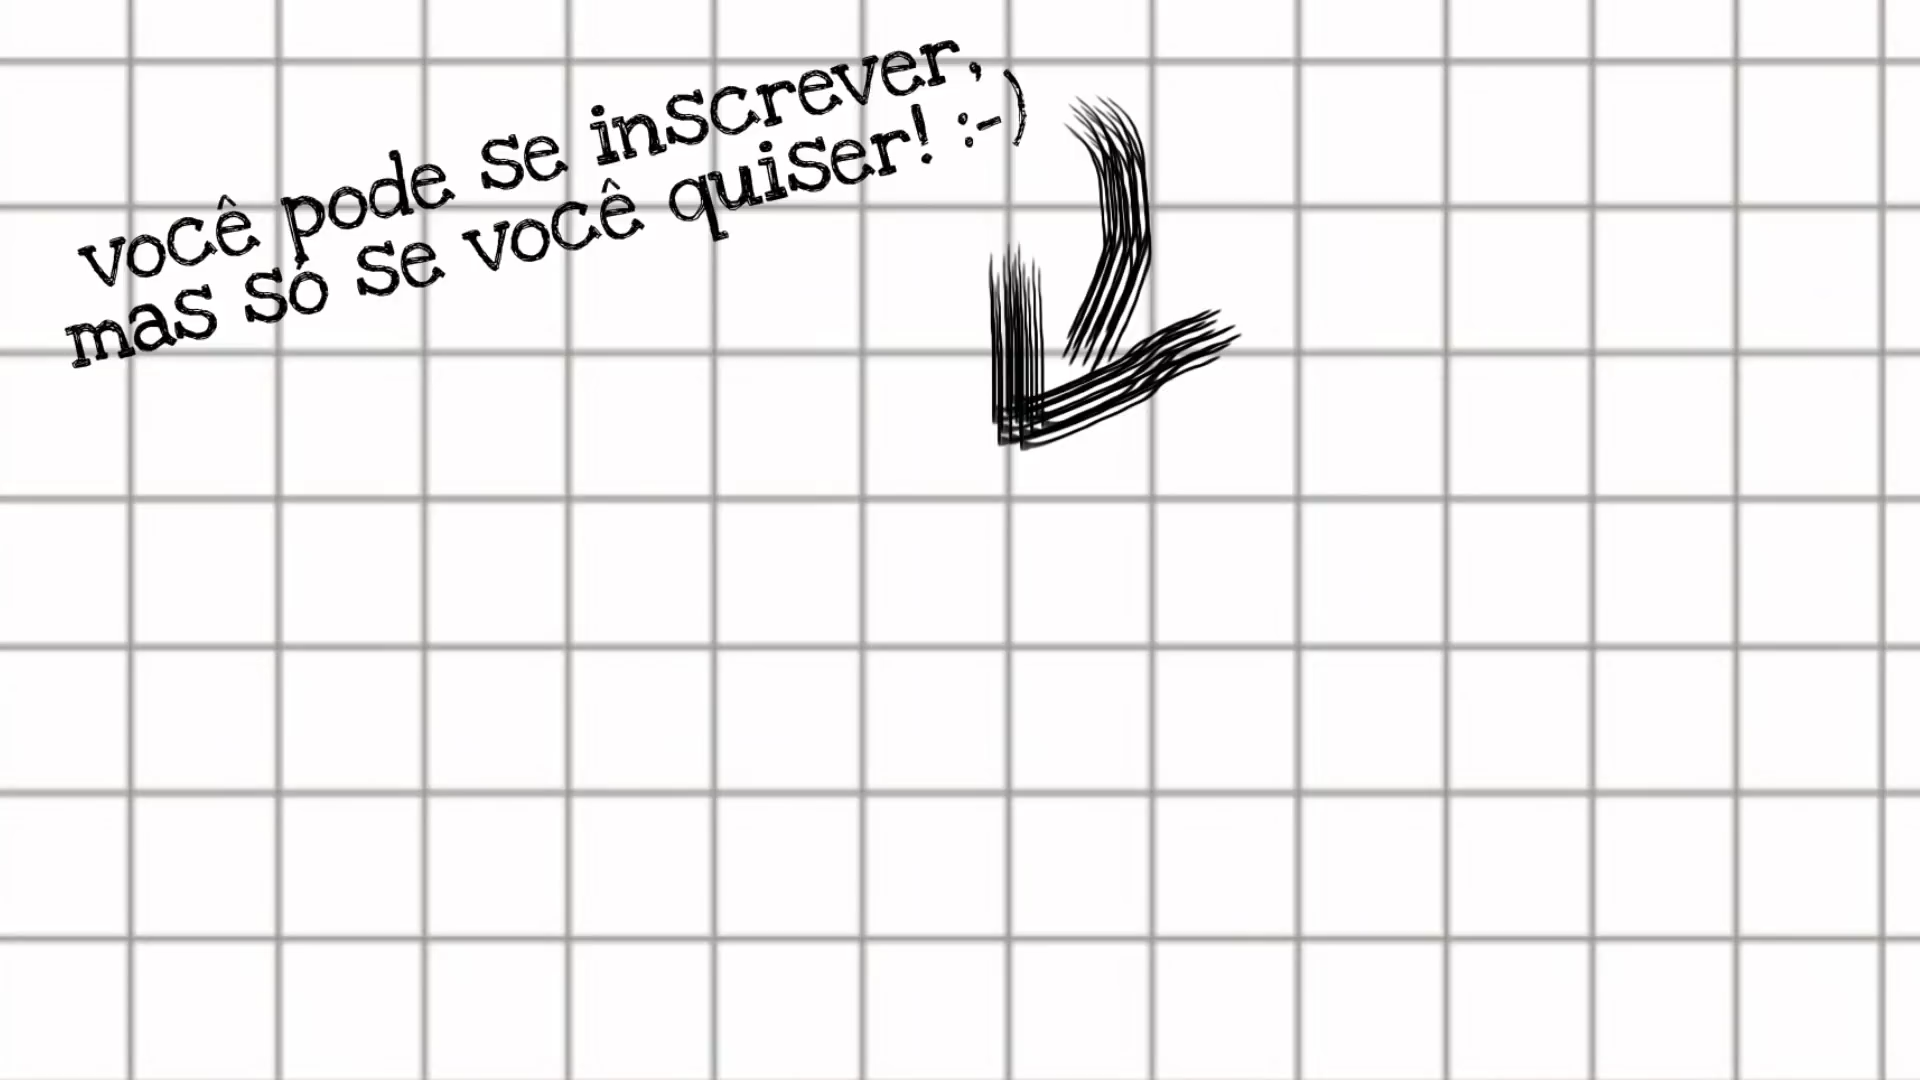 você pode se inscrever,
mas só se você quiser! :-)